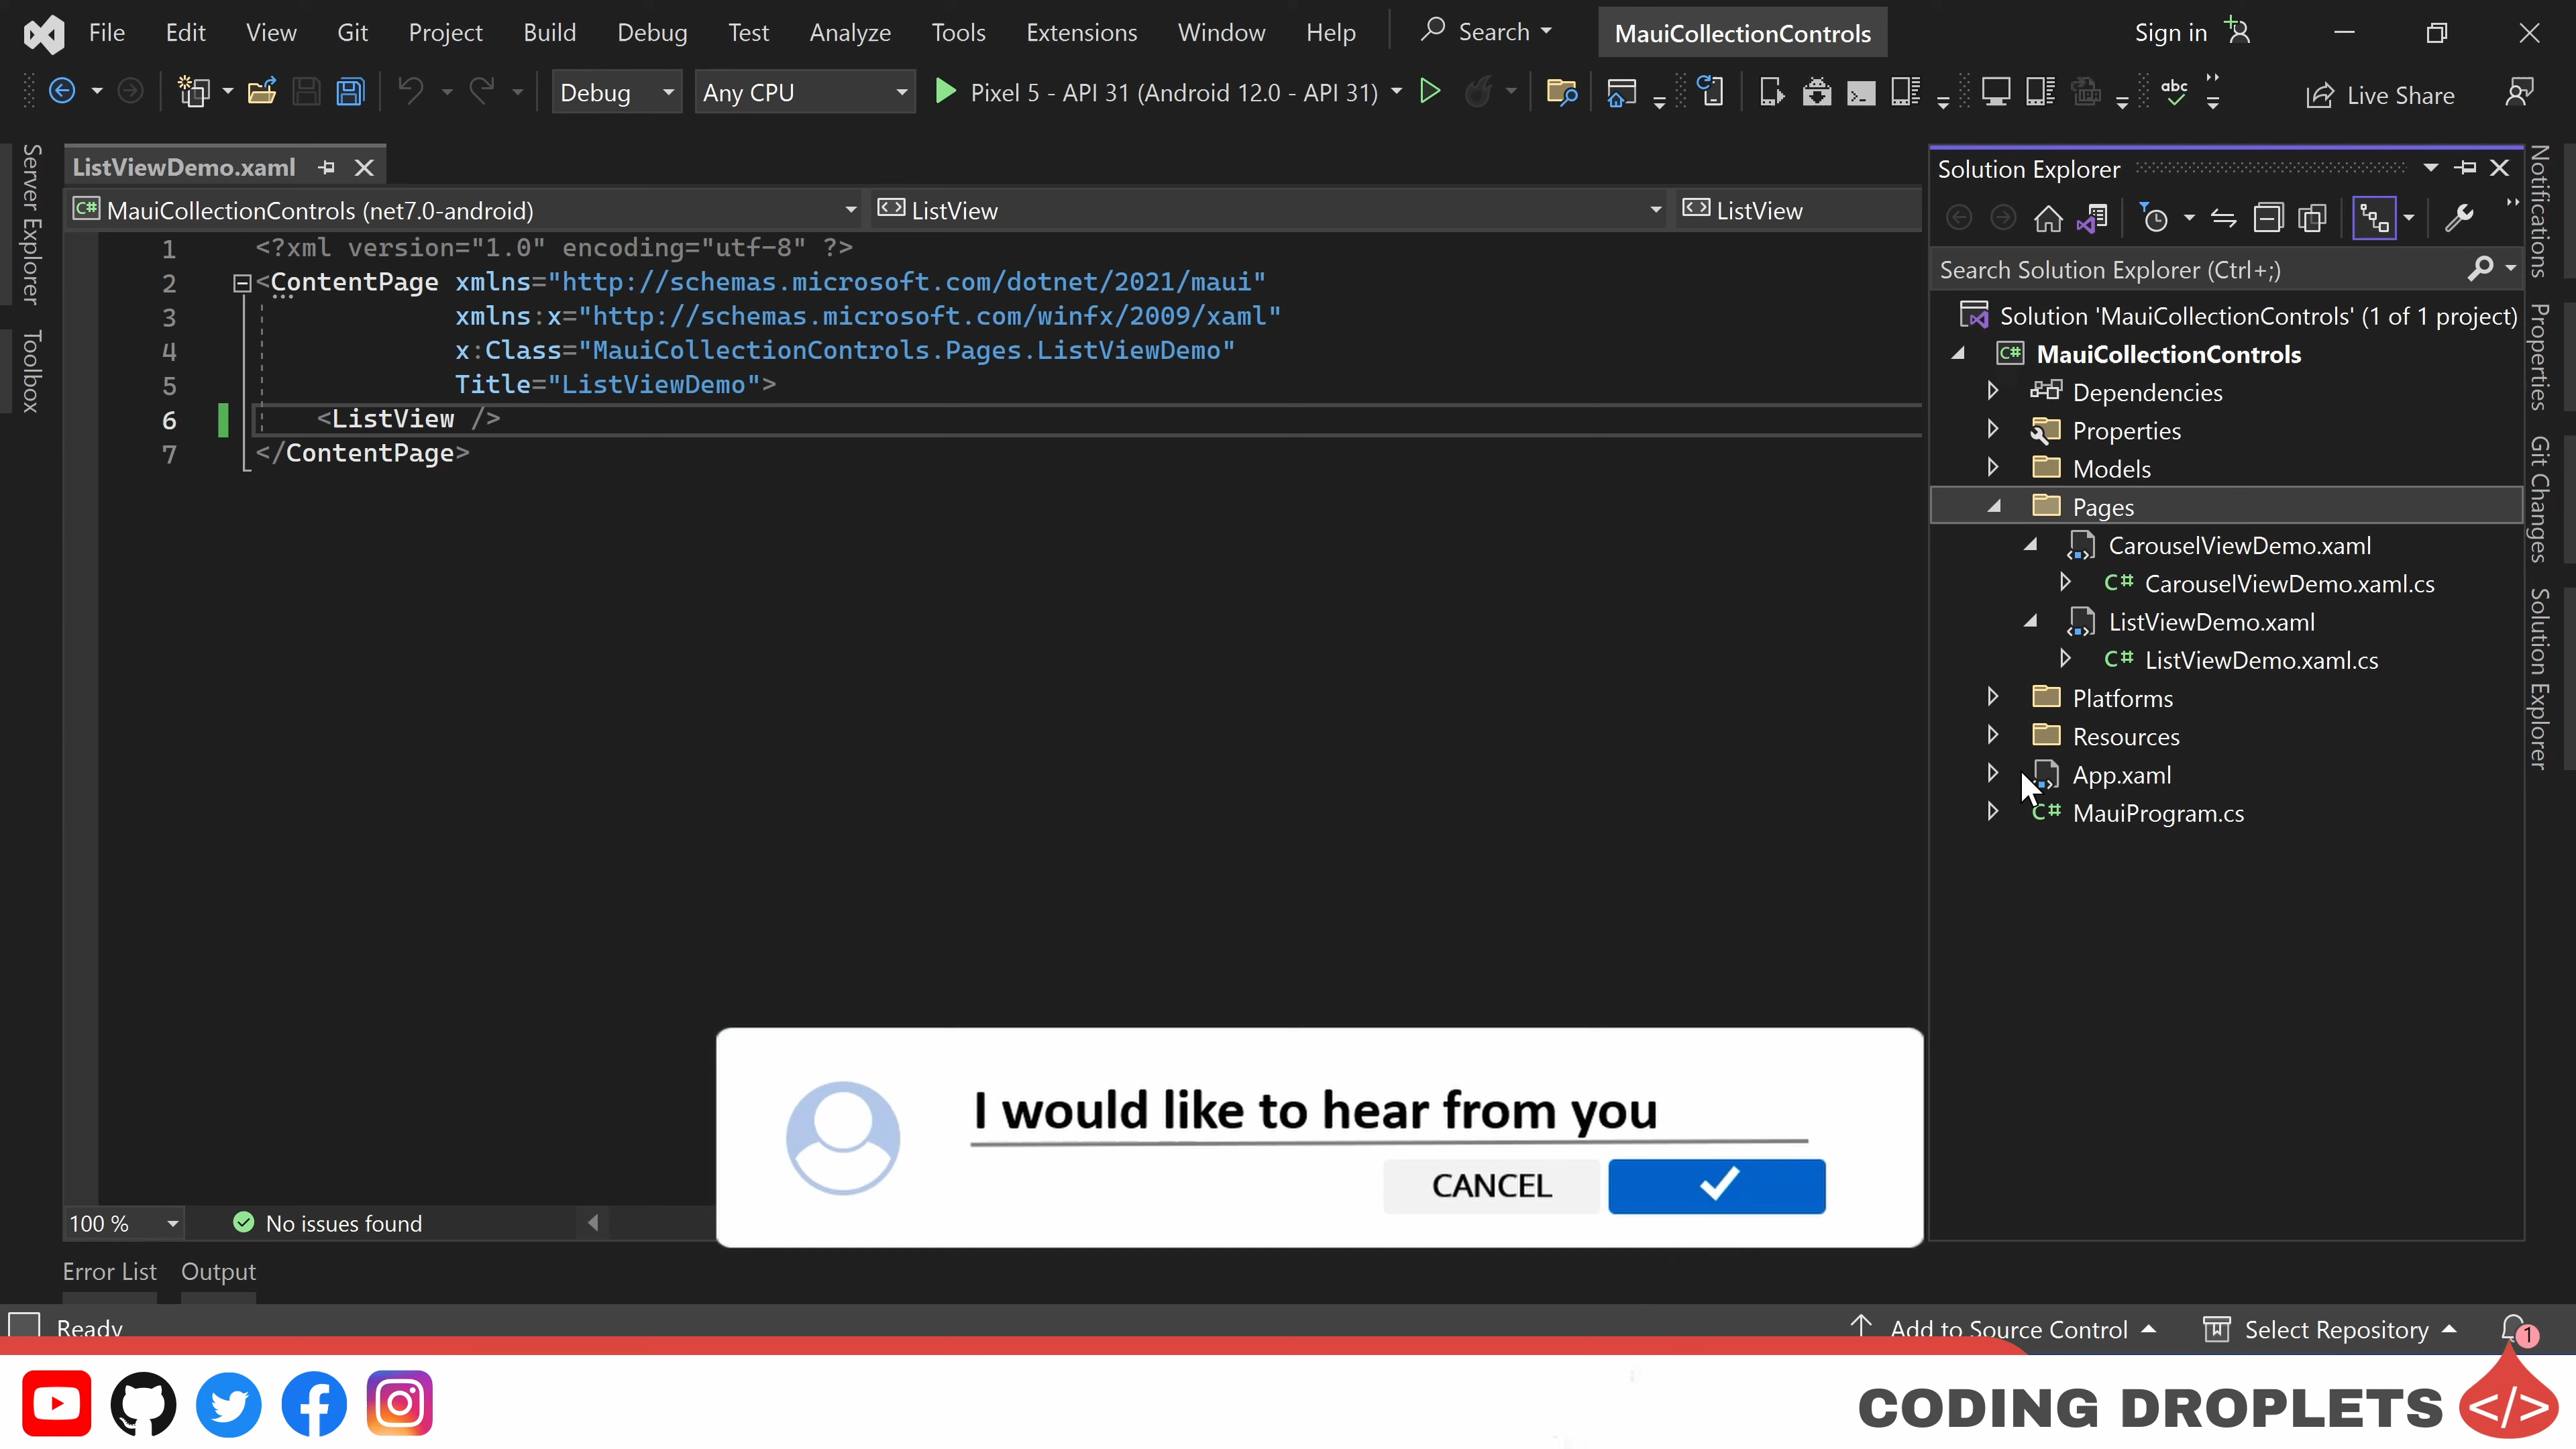 File Edit View Git Project Build Debug Test Analyze Tools Extensions Window Help Search MauiCollectionControls Sign in
Debug Any CPU Pixel 5 - API 31 (Android 12.0 - API 31) abc Live Share
Server Explorer
Toolbox
ListViewDemo.xaml
C# MauiCollectionControls (net7.0-android) ListView ListView
1 <?xml version="1.0" encoding="utf-8" ?>
2 <ContentPage xmlns="http://schemas.microsoft.com/dotnet/2021/maui"
3 xmlns:x="http://schemas.microsoft.com/winfx/2009/xaml"
4 x:Class="MauiCollectionControls.Pages.ListViewDemo"
5 Title="ListViewDemo">
6 <ListView />
7 </ContentPage>
Solution Explorer
Search Solution Explorer (Ctrl+;)
Solution 'MauiCollectionControls' (1 of 1 project)
C# MauiCollectionControls
Dependencies
Properties
Models
Pages
CarouselViewDemo.xaml
C# CarouselViewDemo.xaml.cs
ListViewDemo.xaml
C# ListViewDemo.xaml.cs
Platforms
Resources
App.xaml
C# MauiProgram.cs
Notifications
Properties
Git Changes
Solution Explorer
I would like to hear from you
CANCEL
100 % No issues found
Error List Output
Ready Add to Source Control Select Repository 1
CODING DROPLETS </>